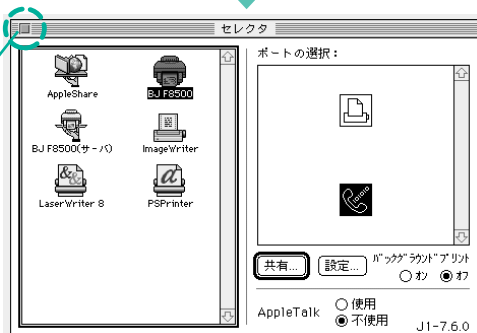 セレクタ
AppleShare
BJ F8500
BJ F8500(サーバ)
ImageWriter
LaserWriter 8
PSPrinter
ポートの選択：
共有...
設定...
バックグラウンドプリント
オン
オフ
AppleTalk
使用
不使用
J1-7.6.0